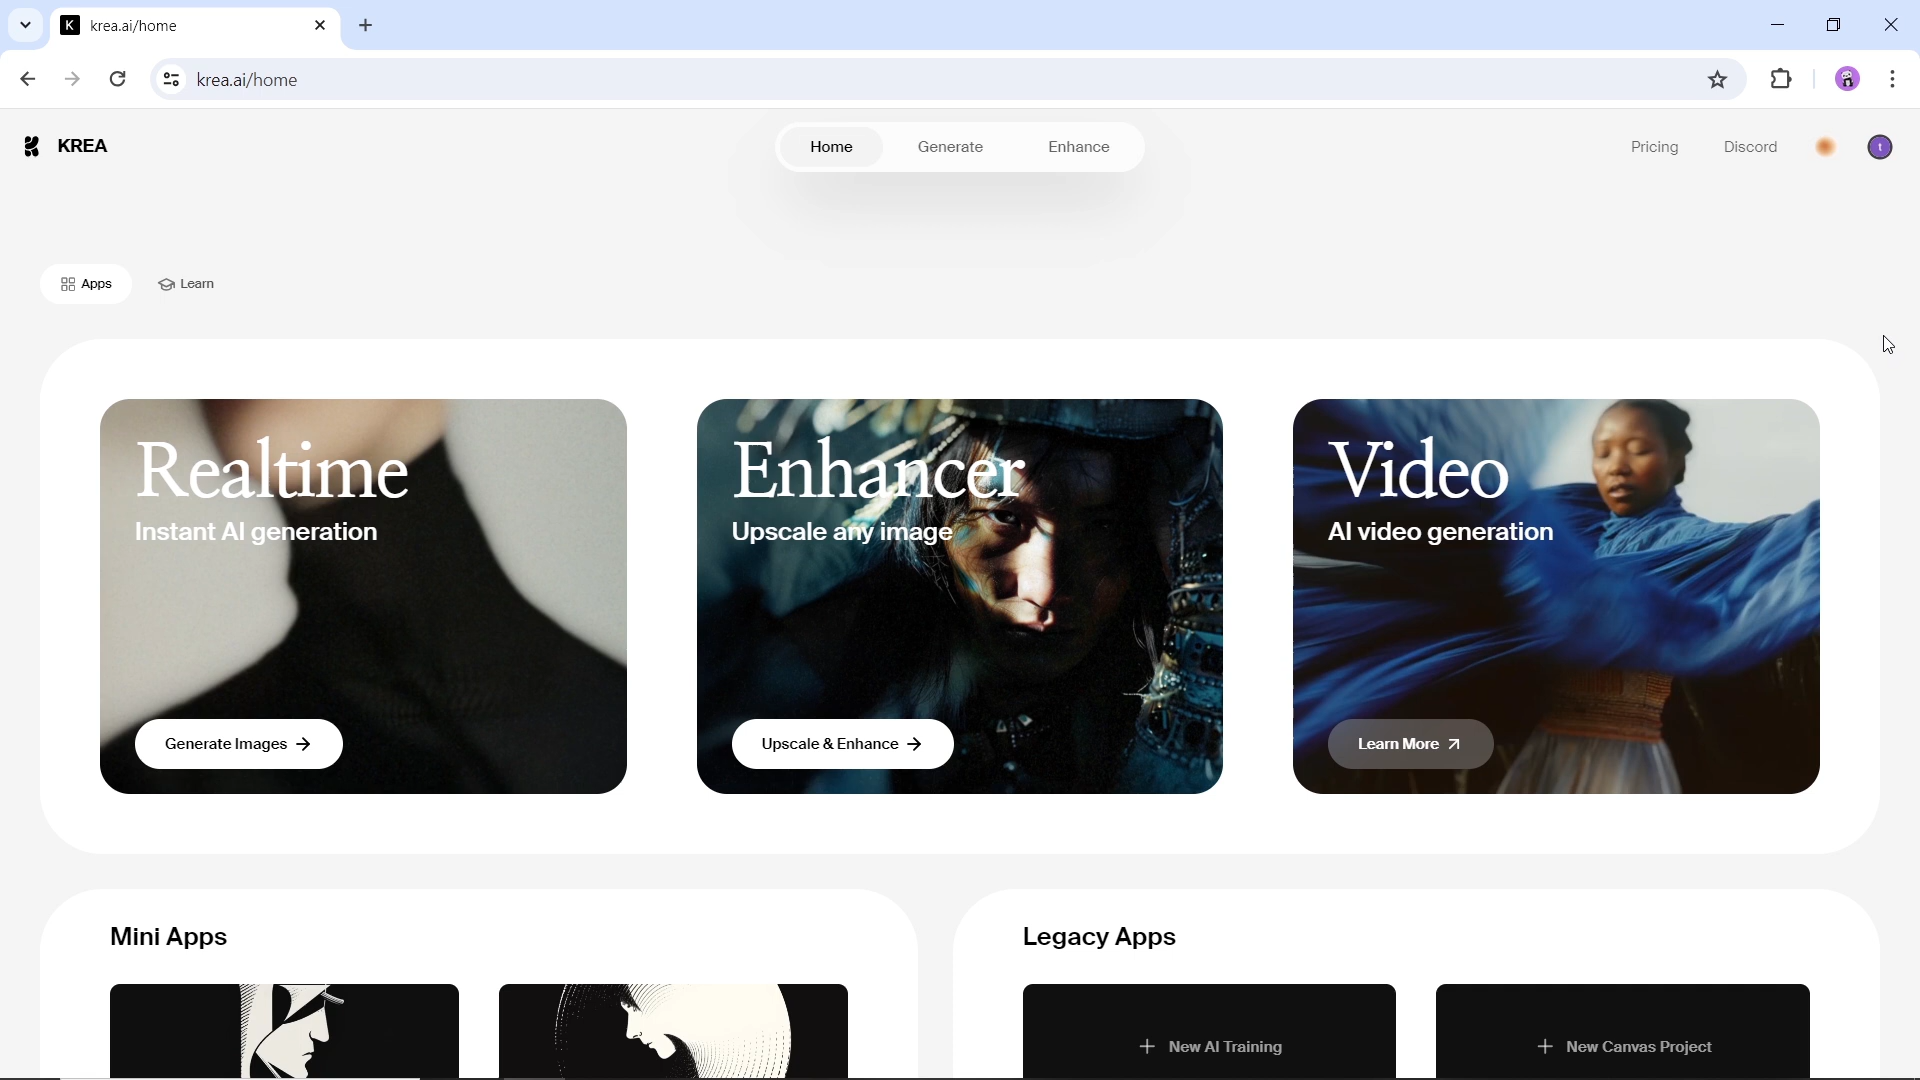 K krea.ai/home
krea.ai/home
KREA
Home Generate Enhance
Pricing Discord t
Apps Learn
Realtime
Instant AI generation
Generate Images
Enhancer
Upscale any image
Upscale & Enhance
Video
AI video generation
Learn More
Mini Apps
Legacy Apps
New AI Training
New Canvas Project